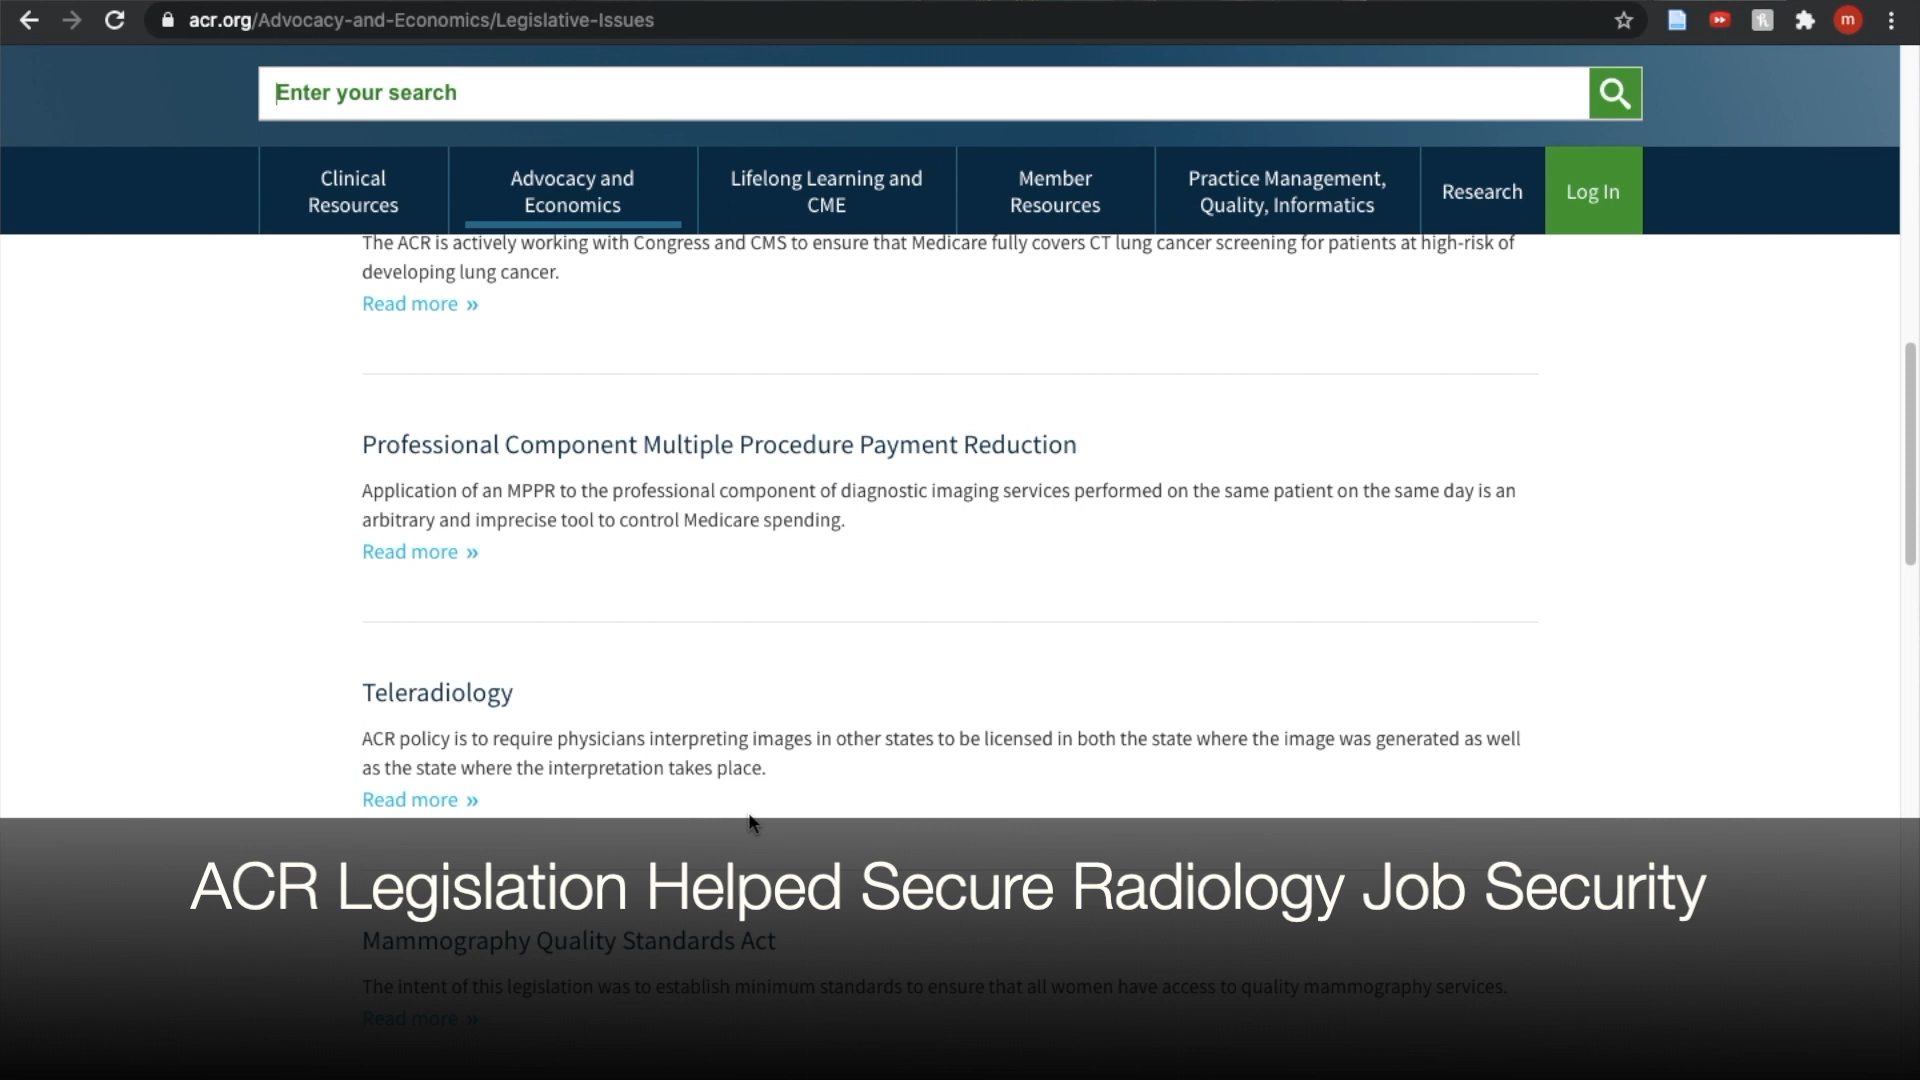 acr.org/Advocacy-and-Economics/Legislative-Issues
m
Enter your search
Clinical
Resources
Advocacy and
Economics
Lifelong Learning and
CME
Member
Resources
Practice Management,
Quality, Informatics
Research
Log In
The ACR is actively working with Congress and CMS to ensure that Medicare fully covers CT lung cancer screening for patients at high-risk of
developing lung cancer.
Read more »
Professional Component Multiple Procedure Payment Reduction
Application of an MPPR to the professional component of diagnostic imaging services performed on the same patient on the same day is an
arbitrary and imprecise tool to control Medicare spending.
Read more »
Teleradiology
ACR policy is to require physicians interpreting images in other states to be licensed in both the state where the image was generated as well
as the state where the interpretation takes place.
Read more »
ACR Legislation Helped Secure Radiology Job Security
Mammography Quality Standards Act
The intent of this legislation was to establish minimum standards to ensure that all women have access to quality mammography services.
Read more »